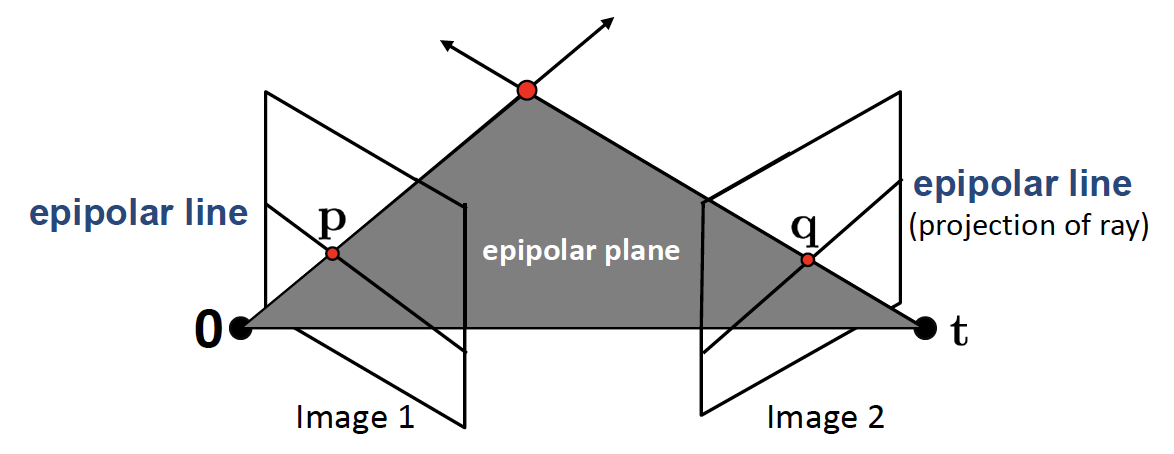 epipolar line
p
epipolar plane
q
epipolar line
(projection of ray)
0
t
Image 1
Image 2